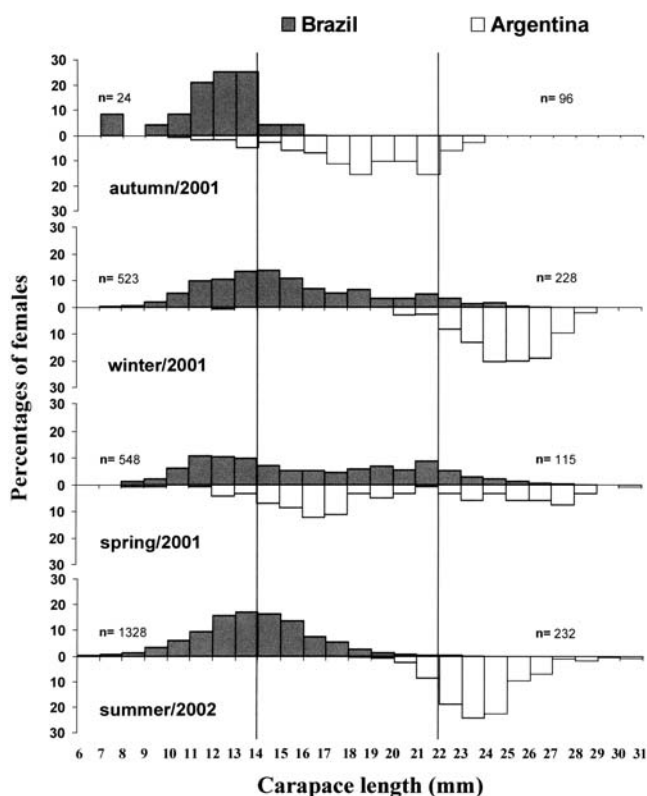 Brazil Argentina
Percentages of females
30
20
10
0
10
20
30
n= 24
n= 96
autumn/2001
30
20
10
0
10
20
30
n= 523
n= 228
winter/2001
30
20
10
0
10
20
30
n= 548
n= 115
spring/2001
30
20
10
0
10
20
30
n= 1328
n= 232
summer/2002
6 7 8 9 10 11 12 13 14 15 16 17 18 19 20 21 22 23 24 25 26 27 28 29 30 31
Carapace length (mm)